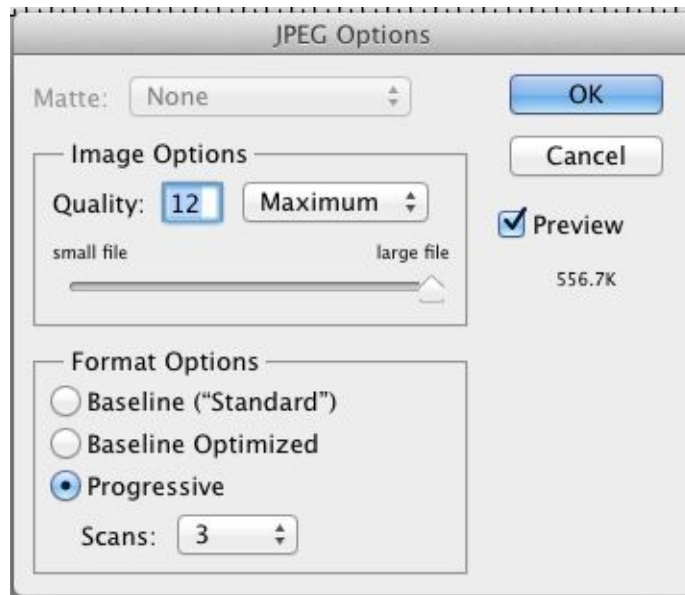 JPEG Options
Matte: None
OK
Image Options
Cancel
Quality: 12 Maximum
Preview
small file large file
556.7K
Format Options
Baseline (“Standard”)
Baseline Optimized
Progressive
Scans: 3